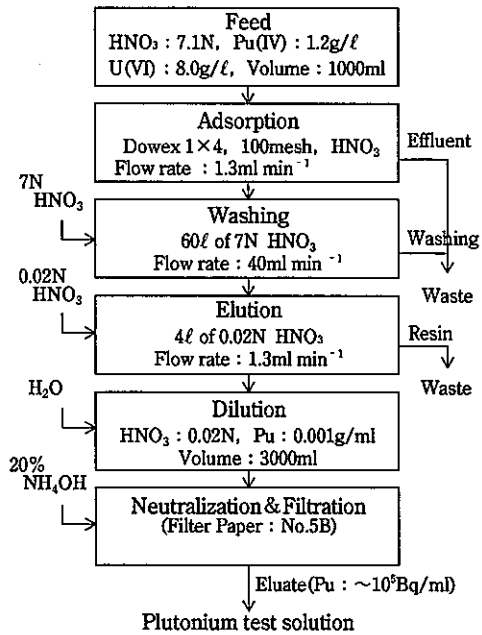 Feed
HNO₃ : 7.1N, Pu(IV) : 1.2g/ℓ
U(VI) : 8.0g/ℓ, Volume : 1000ml
Adsorption
Dowex 1×4, 100mesh, HNO₃
Flow rate : 1.3ml min⁻¹
Effluent
7N
HNO₃
Washing
60ℓ of 7N HNO₃
Flow rate : 40ml min⁻¹
Washing
Waste
0.02N
HNO₃
Elution
4ℓ of 0.02N HNO₃
Flow rate : 1.3ml min⁻¹
Resin
Waste
H₂O
Dilution
HNO₃ : 0.02N, Pu : 0.001g/ml
Volume : 3000ml
20%
NH₄OH
Neutralization&Filtration
(Filter Paper : No.5B)
Eluate(Pu : ~10⁵Bq/ml)
Plutonium test solution